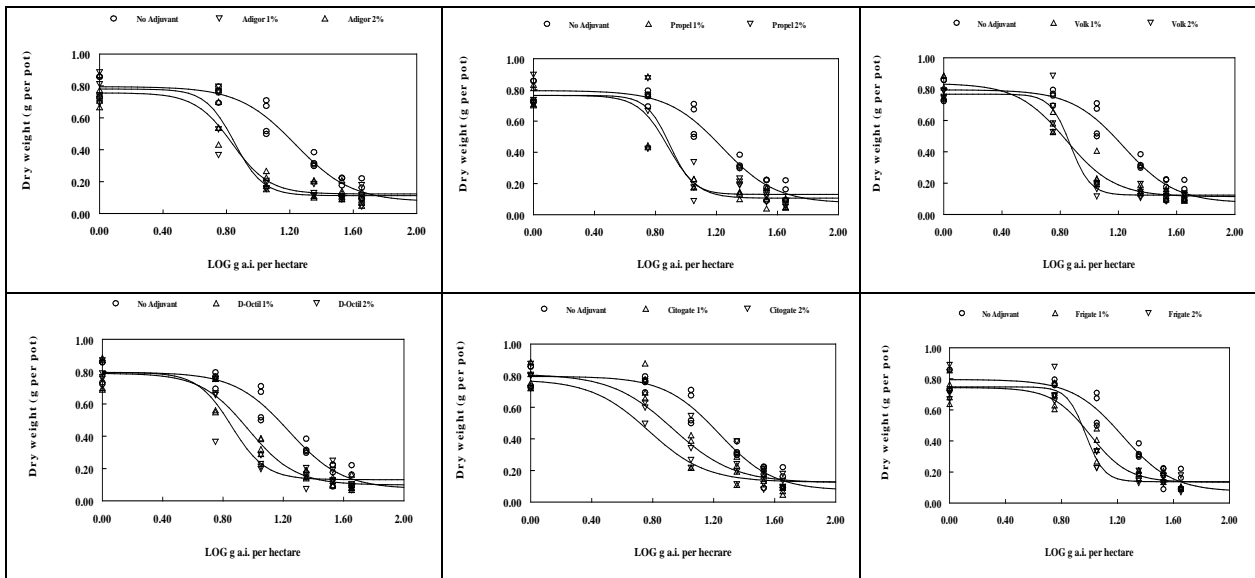 No Adjuvant Adigor 1% Adigor 2%
1.00
0.80
0.60
0.40
0.20
0.00
Dry weight (g per pot)
0.00 0.40 0.80 1.20 1.60 2.00
LOG g a.i. per hectare
No Adjuvant Propel 1% Propel 2%
1.00
0.80
0.60
0.40
0.20
0.00
Dry weight (g per pot)
0.00 0.40 0.80 1.20 1.60 2.00
LOG g a.i. per hectare
No Adjuvant Volk 1% Volk 2%
1.00
0.80
0.60
0.40
0.20
0.00
Dry weight (g per pot)
0.00 0.40 0.80 1.20 1.60 2.00
LOG g a.i. per hectare
No Adjuvant D-Octil 1% D-Octil 2%
1.00
0.80
0.60
0.40
0.20
0.00
Dry weight (g per pot)
0.00 0.40 0.80 1.20 1.60 2.00
LOG g a.i. per hectare
No Adjuvant Citogate 1% Citogate 2%
1.00
0.80
0.60
0.40
0.20
0.00
Dry weight (g per pot)
0.00 0.40 0.80 1.20 1.60 2.00
LOG g a.i. per hecrare
No Adjuvant Frigate 1% Frigate 2%
1.00
0.80
0.60
0.40
0.20
0.00
Dry weight (g per pot)
0.00 0.40 0.80 1.20 1.60 2.00
LOG g a.i. per hectare